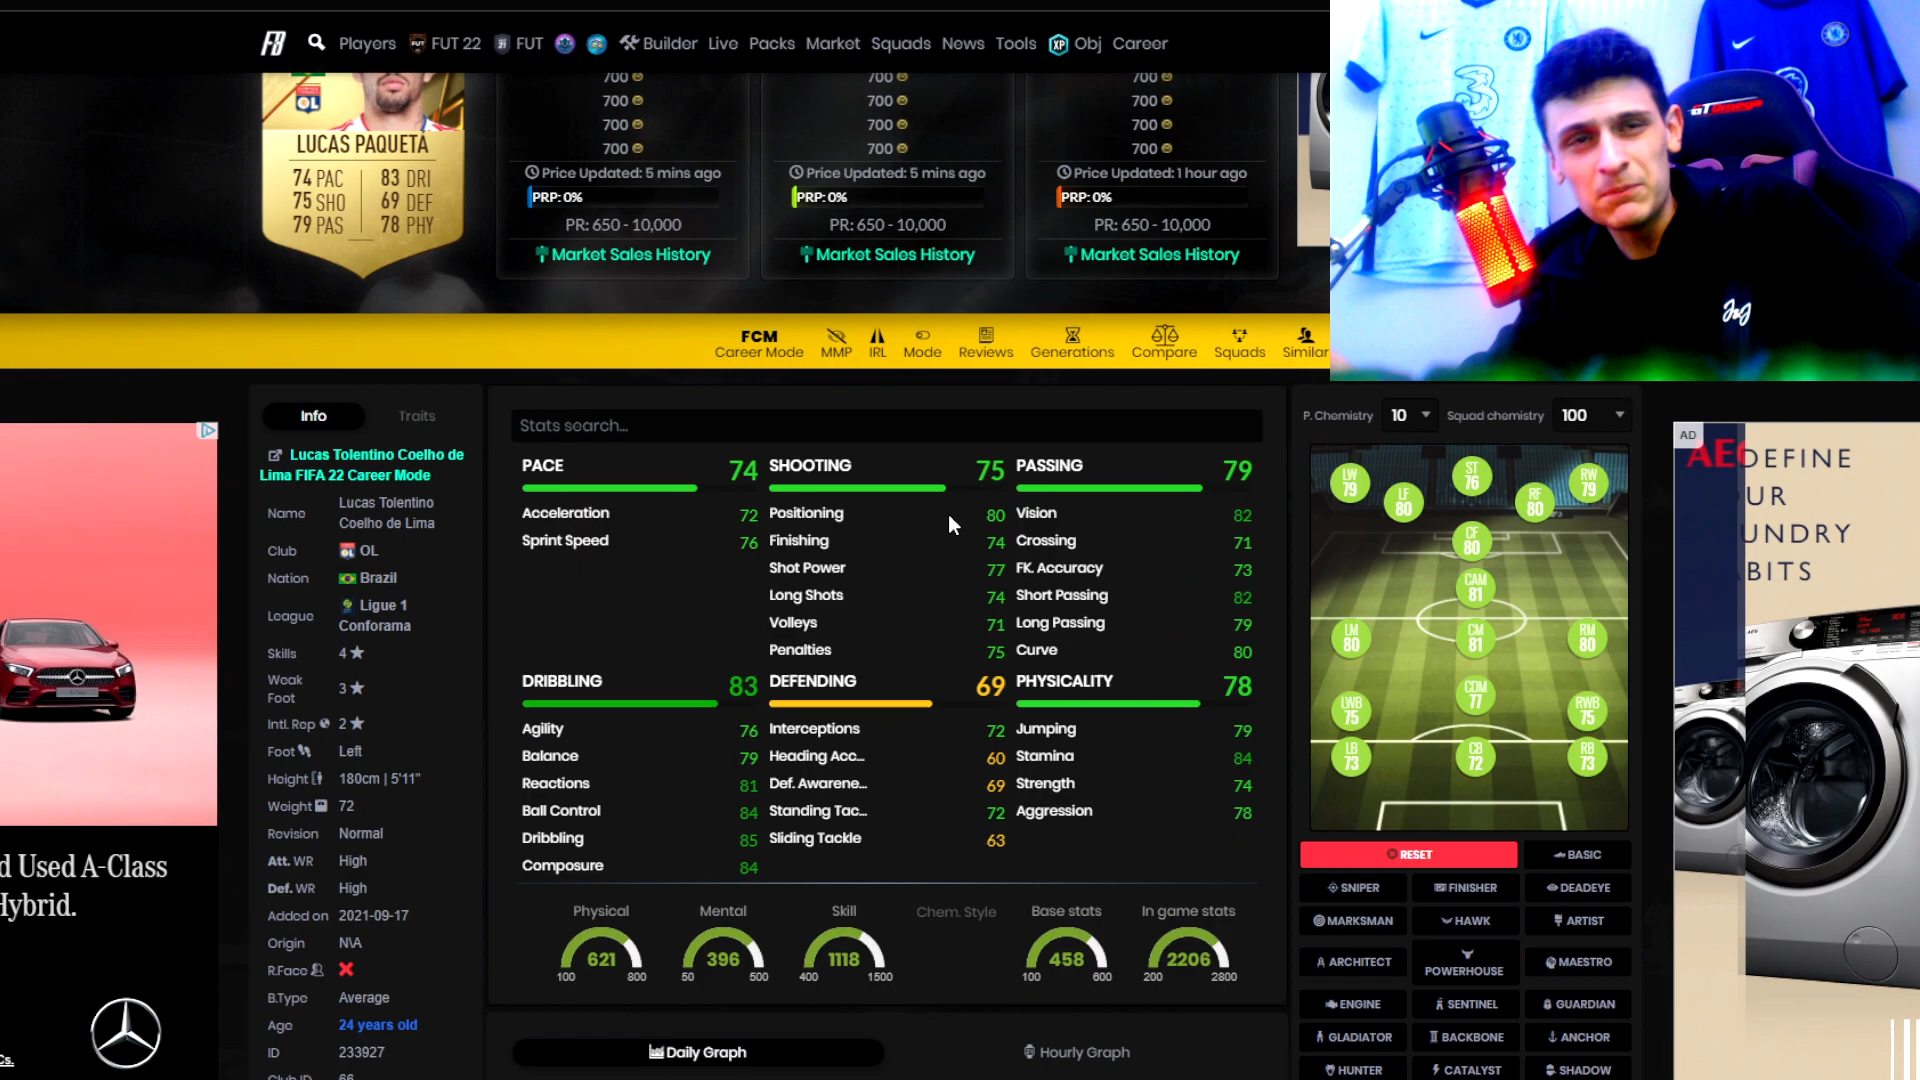 Players FUT 22 FUT Builder Live Packs Market Squads News Tools XP Obj Career
700 700 700
700 700 700
700 700 700
700 700 700
Price Updated: 5 mins ago Price Updated: 5 mins ago Price Updated: 1 hour ago
PRP: 0% PRP: 0% PRP: 0%
PR: 650 - 10,000 PR: 650 - 10,000 PR: 650 - 10,000
Market Sales History Market Sales History Market Sales History
OL
LUCAS PAQUETA
74 PAC 83 DRI
75 SHO 69 DEF
79 PAS 78 PHY
3
GT Omega
JzJ
FCM
Career Mode MMP IRL Mode Reviews Generations Compare Squads Similar
Info Traits
Lucas Tolentino Coelho de
Lima FIFA 22 Career Mode
Name Lucas Tolentino
Coelho de Lima
Club OL
Nation Brazil
League Ligue 1
Conforama
Skills 4
Weak
Foot 3
Intl. Rep 2
Foot Left
Height 180cm | 5'11"
Weight 72
Revision Normal
Att. WR High
Def. WR High
Added on 2021-09-17
Origin N\A
R.Face
B.Type Average
Age 24 years old
ID 233927
Club ID 66
Stats search...
PACE 74 SHOOTING 75 PASSING 79
Acceleration 72 Positioning 80 Vision 82
Sprint Speed 76 Finishing 74 Crossing 71
Shot Power 77 FK. Accuracy 73
Long Shots 74 Short Passing 82
Volleys 71 Long Passing 79
Penalties 75 Curve 80
DRIBBLING 83 DEFENDING 69 PHYSICALITY 78
Agility 76 Interceptions 72 Jumping 79
Balance 79 Heading Acc... 60 Stamina 84
Reactions 81 Def. Awarene... 69 Strength 74
Ball Control 84 Standing Tac... 72 Aggression 78
Dribbling 85 Sliding Tackle 63
Composure 84
Physical Mental Skill Chem. Style Base stats In game stats
621 396 1118 458 2206
100 800 50 500 400 1500 100 600 200 2800
Daily Graph Hourly Graph
P. Chemistry 10 Squad chemistry 100
LW
79
ST
76
RW
79
LF
80
RF
80
CF
80
CAM
81
LM
80
CM
81
RM
80
CDM
77
LWB
75
RWB
75
LB
73
CB
72
RB
73
RESET BASIC
SNIPER FINISHER DEADEYE
MARKSMAN HAWK ARTIST
ARCHITECT POWERHOUSE MAESTRO
ENGINE SENTINEL GUARDIAN
GLADIATOR BACKBONE ANCHOR
HUNTER CATALYST SHADOW
d Used A-Class
Hybrid.
cs.
AD
AEG
DEFINE
UR
UNDRY
BITS